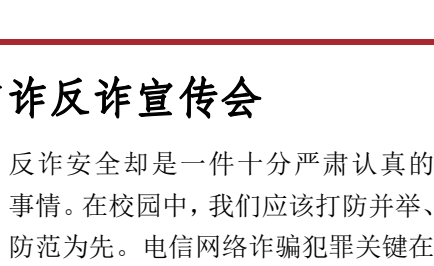 诈反诈宣传会
反诈安全却是一件十分严肃认真的
事情。在校园中，我们应该打防并举、
防范为先。电信网络诈骗犯罪关键在